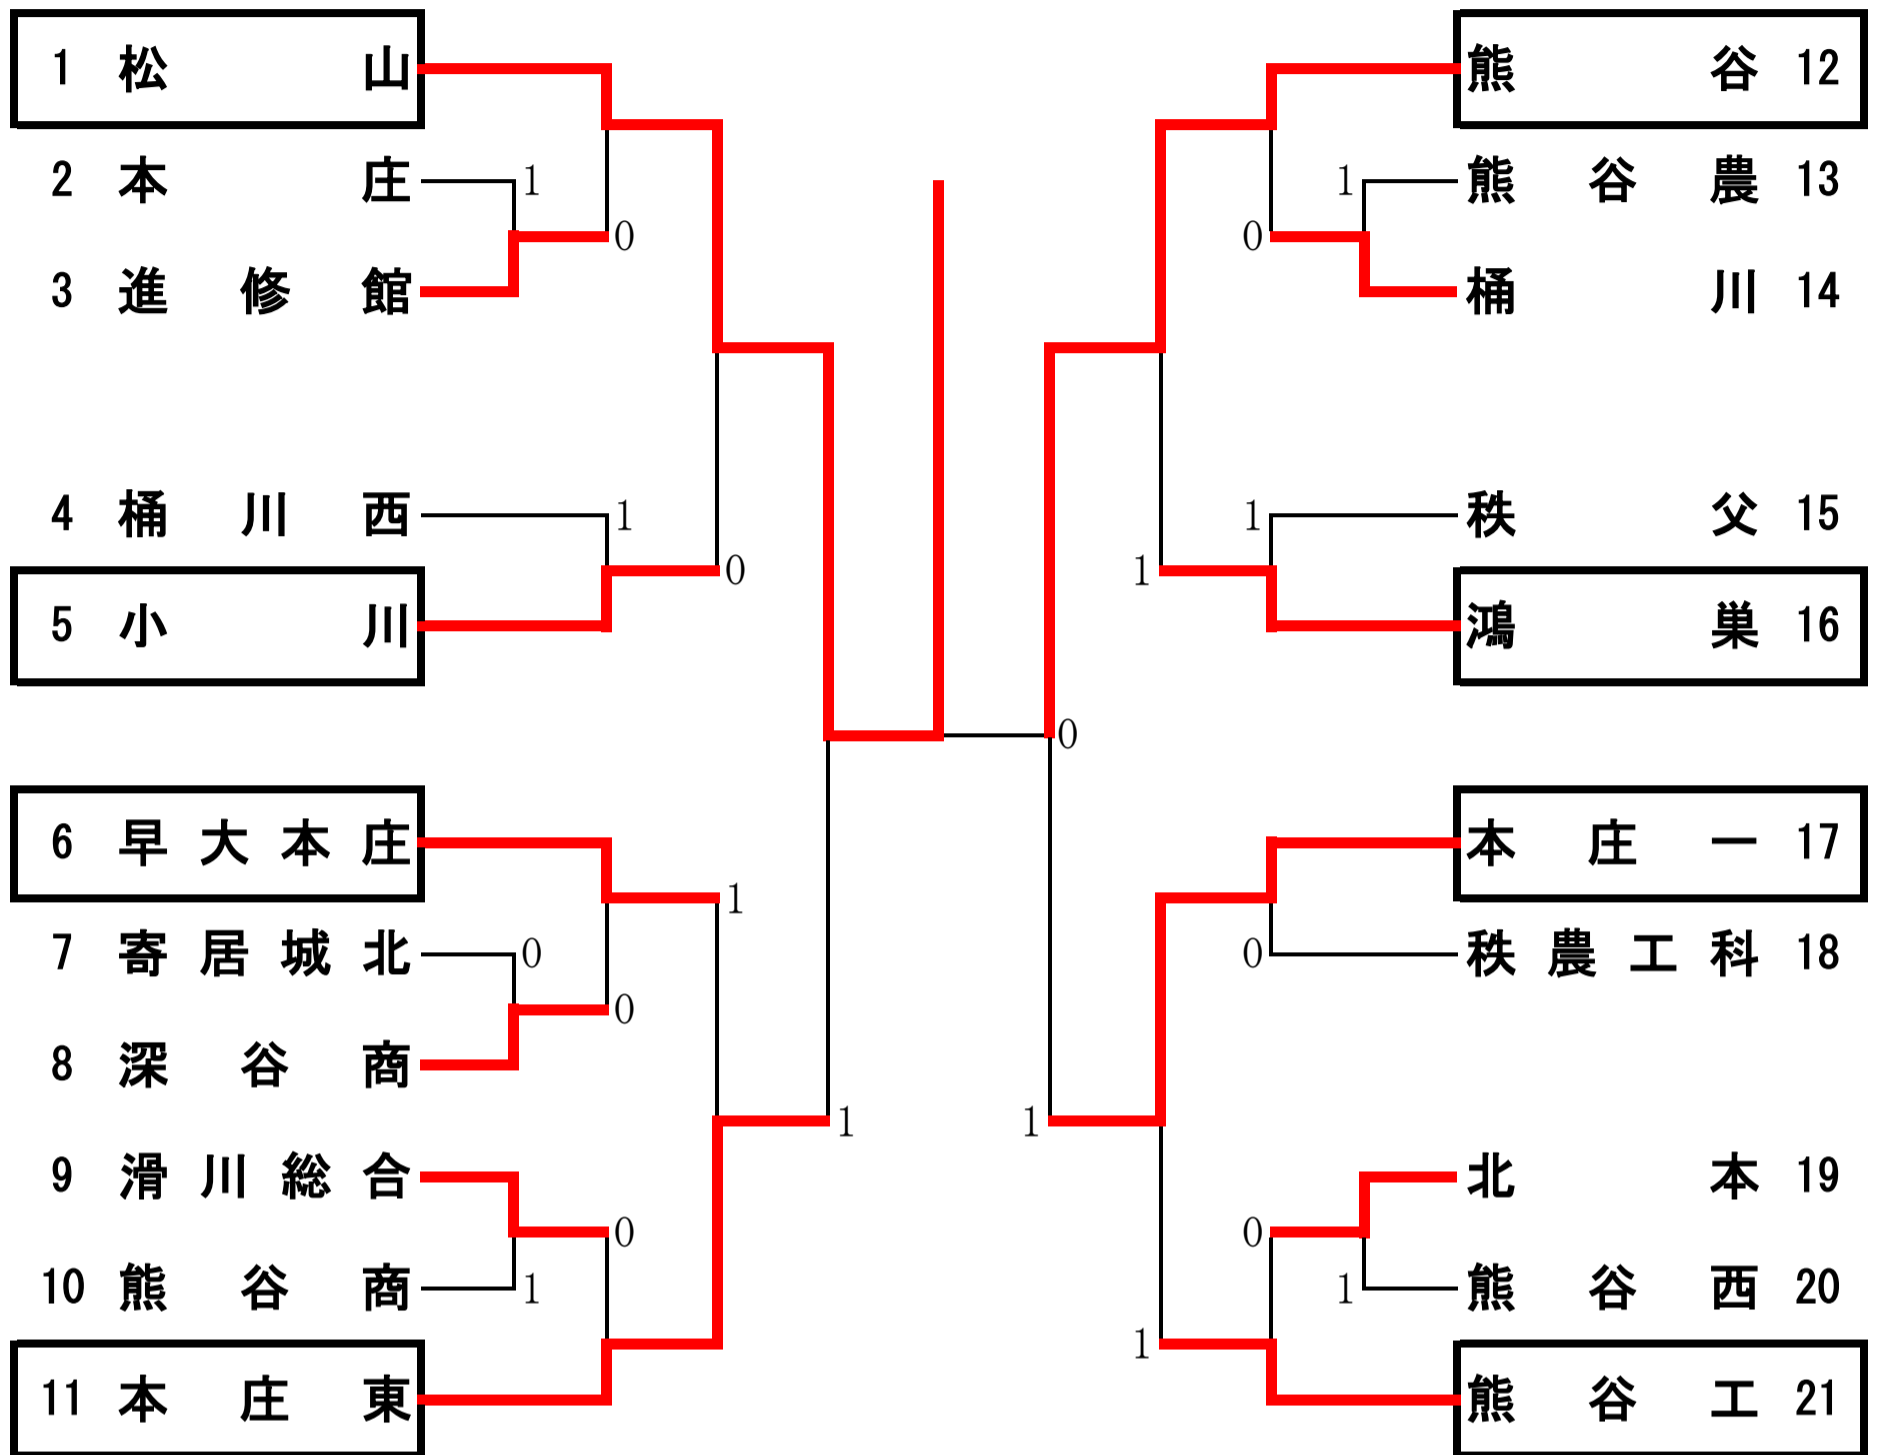 1 松山
2 本庄
1
0
3 進修館
4 桶川西
1
0
5 小川
6 早大本庄
1
7 寄居城北
0
0
8 深谷商
1
9 滑川総合
0
10 熊谷商
1
11 本庄東
熊谷 12
1
熊谷農 13
0
桶川 14
1
秩父 15
1
鴻巣 16
0
本庄一 17
0
秩農工科 18
1
北本 19
0
1
熊谷西 20
1
熊谷工 21